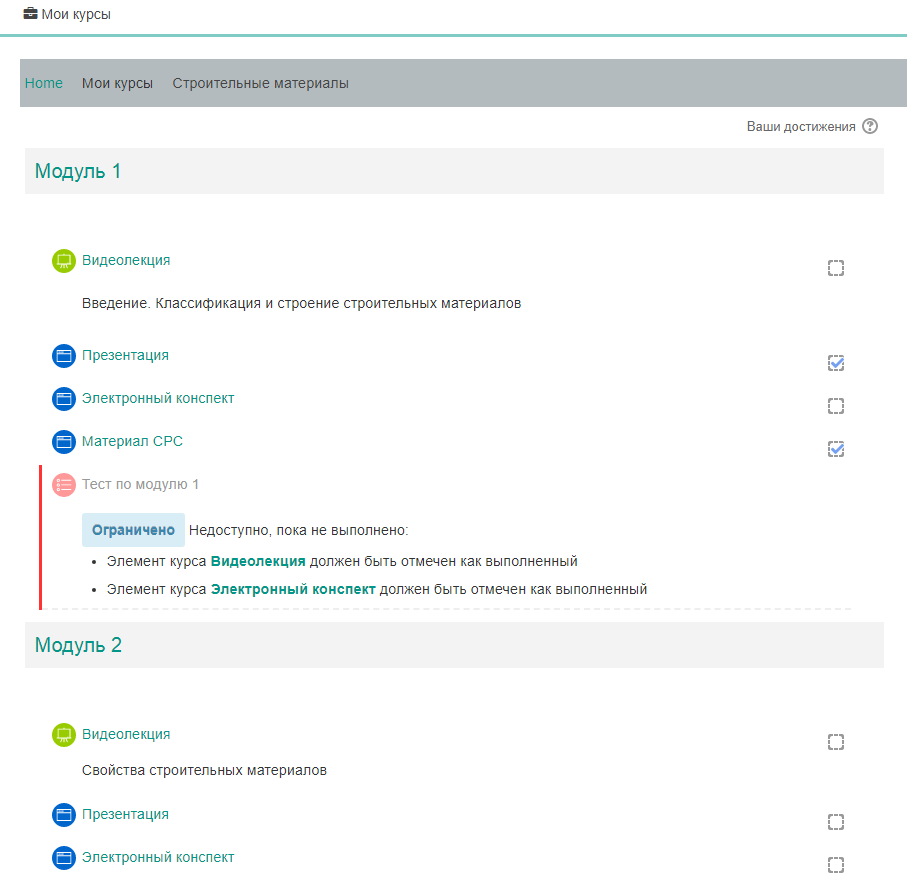 Мои курсы
Home Мои курсы Строительные материалы
Ваши достижения ?
Модуль 1
Видеолекция
Введение. Классификация и строение строительных материалов
Презентация
Электронный конспект
Материал СРС
Тест по модулю 1
Ограничено Недоступно, пока не выполнено:
• Элемент курса Видеолекция должен быть отмечен как выполненный
• Элемент курса Электронный конспект должен быть отмечен как выполненный
Модуль 2
Видеолекция
Свойства строительных материалов
Презентация
Электронный конспект